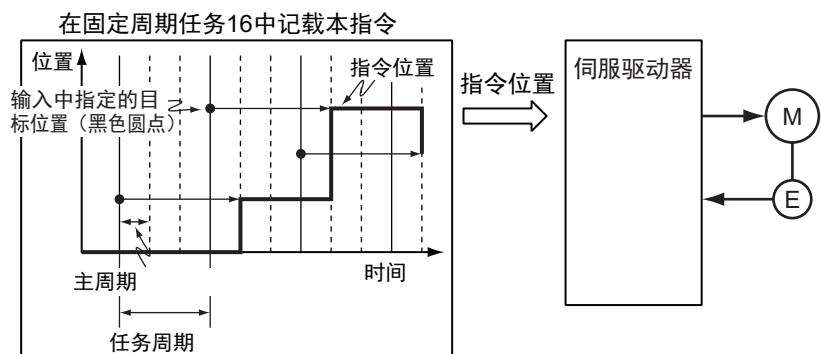 在固定周期任务16中记载本指令
位置
指令位置
输入中指定的目
标位置（黑色圆点）
主周期
时间
任务周期
指令位置
伺服驱动器
M
E